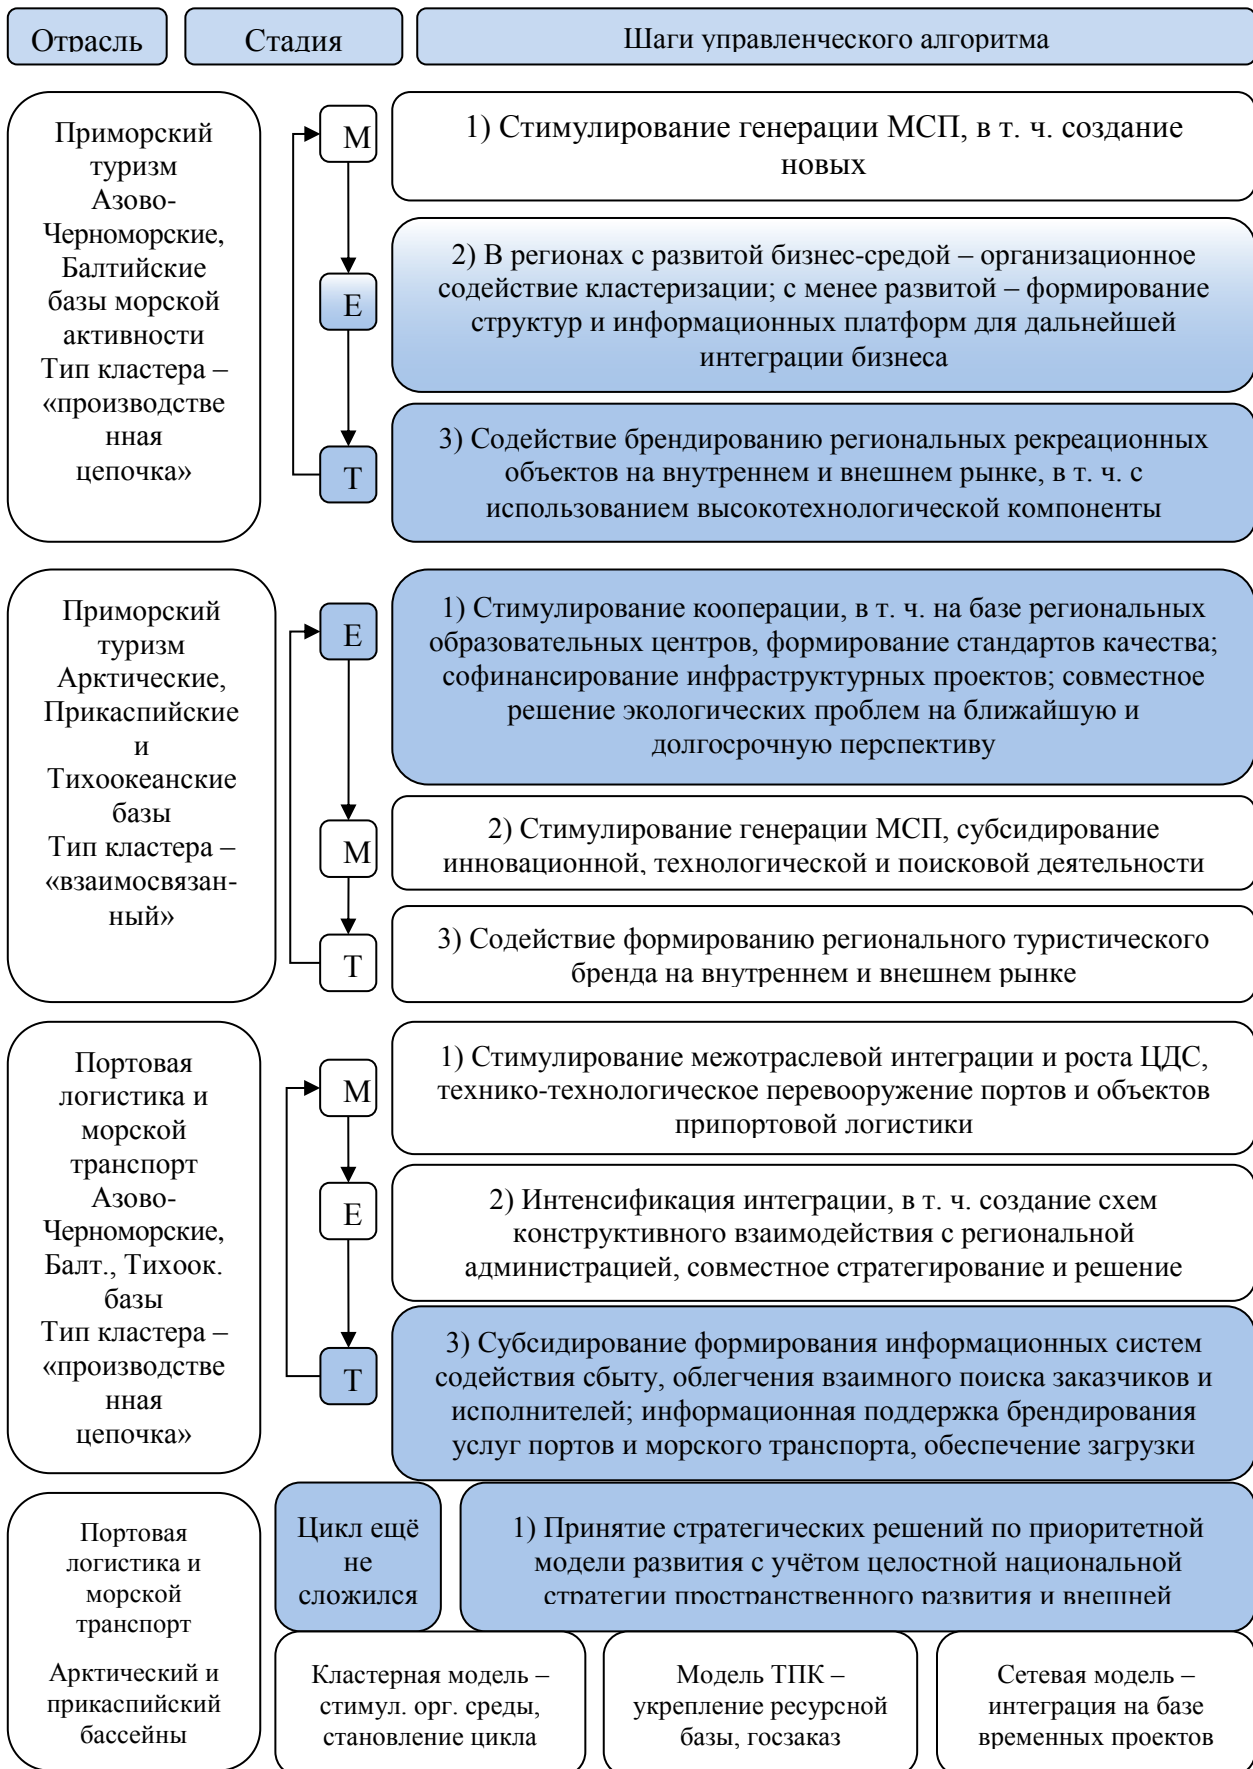 Отрасль
Стадия
Шаги управленческого алгоритма
Приморский
туризм
Азово-
Черноморские,
Балтийские
базы морской
активности
Тип кластера –
«производстве
нная
цепочка»
М
1) Стимулирование генерации МСП, в т. ч. создание
новых
Е
2) В регионах с развитой бизнес-средой – организационное
содействие кластеризации; с менее развитой – формирование
структур и информационных платформ для дальнейшей
интеграции бизнеса
Т
3) Содействие брендированию региональных рекреационных
объектов на внутреннем и внешнем рынке, в т. ч. с
использованием высокотехнологической компоненты
Приморский
туризм
Арктические,
Прикаспийские
и
Тихоокеанские
базы
Тип кластера –
«взаимосвязан-
ный»
Е
1) Стимулирование кооперации, в т. ч. на базе региональных
образовательных центров, формирование стандартов качества;
софинансирование инфраструктурных проектов; совместное
решение экологических проблем на ближайшую и
долгосрочную перспективу
М
2) Стимулирование генерации МСП, субсидирование
инновационной, технологической и поисковой деятельности
Т
3) Содействие формированию регионального туристического
бренда на внутреннем и внешнем рынке
Портовая
логистика и
морской
транспорт
Азово-
Черноморские,
Балт., Тихоок.
базы
Тип кластера –
«производстве
нная
цепочка»
М
1) Стимулирование межотраслевой интеграции и роста ЦДС,
технико-технологическое перевооружение портов и объектов
припортовой логистики
Е
2) Интенсификация интеграции, в т. ч. создание схем
конструктивного взаимодействия с региональной
администрацией, совместное стратегирование и решение
Т
3) Субсидирование формирования информационных систем
содействия сбыту, облегчения взаимного поиска заказчиков и
исполнителей; информационная поддержка брендирования
услуг портов и морского транспорта, обеспечение загрузки
Портовая
логистика и
морской
транспорт
Арктический и
прикаспийский
бассейны
Цикл ещё
не
сложился
1) Принятие стратегических решений по приоритетной
модели развития с учётом целостной национальной
стратегии пространственного развития и внешней
Кластерная модель –
стимул. орг. среды,
становление цикла
Модель ТПК –
укрепление ресурсной
базы, госзаказ
Сетевая модель –
интеграция на базе
временных проектов